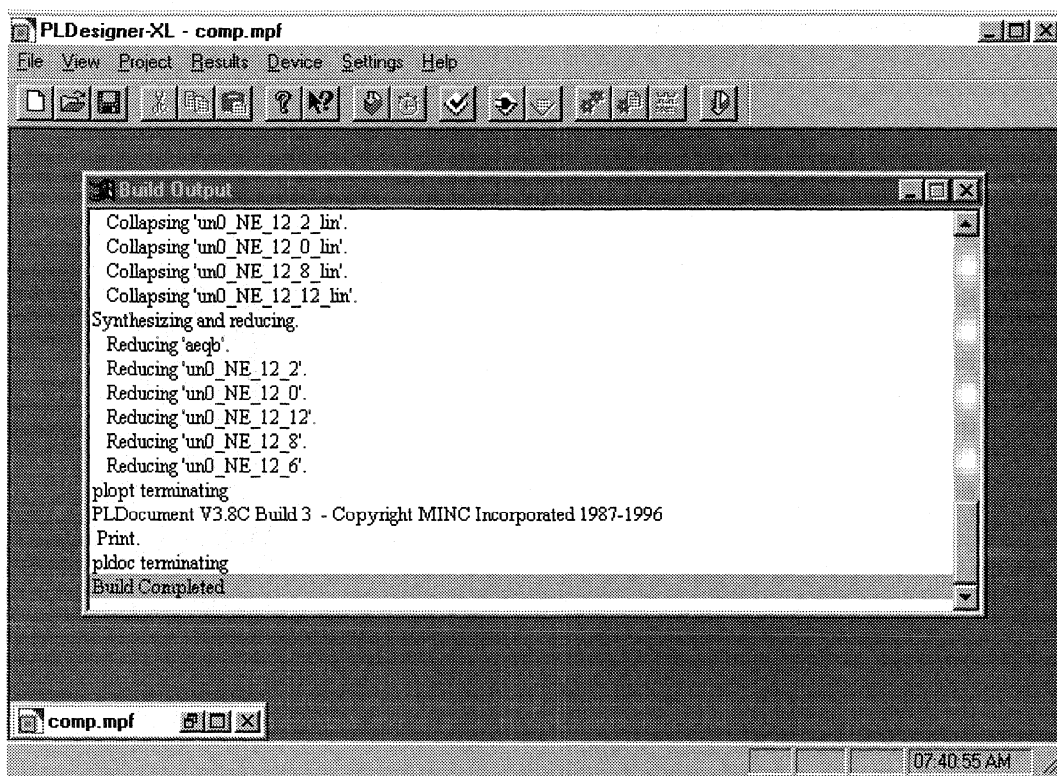 PLDesigner-XL - comp.mpf
File View Project Results Device Settings Help
Build Output
Collapsing 'un0_NE_12_2_lin'.
Collapsing 'un0_NE_12_0_lin'.
Collapsing 'un0_NE_12_8_lin'.
Collapsing 'un0_NE_12_12_lin'.
Synthesizing and reducing.
Reducing 'aeqb'.
Reducing 'un0_NE_12_2'.
Reducing 'un0_NE_12_0'.
Reducing 'un0_NE_12_12'.
Reducing 'un0_NE_12_8'.
Reducing 'un0_NE_12_6'.
plopt terminating
PLDocument V3.8C Build 3 - Copyright MINC Incorporated 1987-1996
Print.
pldoc terminating
Build Completed
comp.mpf
07:40:55 AM